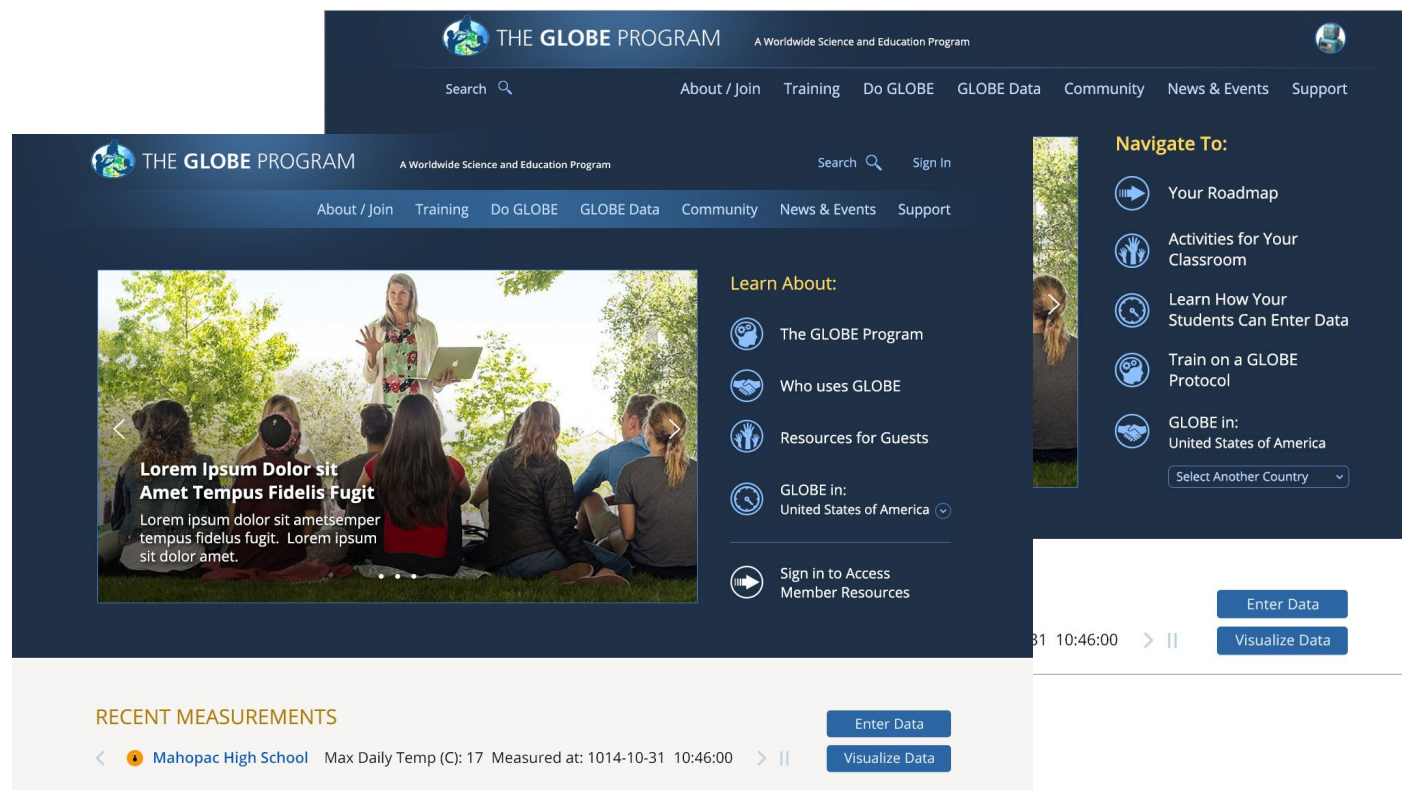 THE GLOBE PROGRAM
A Worldwide Science and Education Program
Search
About / Join Training Do GLOBE GLOBE Data Community News & Events Support
Navigate To:
Your Roadmap
Activities for Your
Classroom
Learn How Your
Students Can Enter Data
Train on a GLOBE
Protocol
GLOBE in:
United States of America
Select Another Country
Enter Data
31 10:46:00
Visualize Data
THE GLOBE PROGRAM
A Worldwide Science and Education Program
Search
Sign In
About / Join Training Do GLOBE GLOBE Data Community News & Events Support
Lorem Ipsum Dolor sit
Amet Tempus Fidelis Fugit
Lorem ipsum dolor sit ametsemper
tempus fidelus fugit. Lorem ipsum
sit dolor amet.
Learn About:
The GLOBE Program
Who uses GLOBE
Resources for Guests
GLOBE in:
United States of America
Sign in to Access
Member Resources
RECENT MEASUREMENTS
Enter Data
Mahopac High School Max Daily Temp (C): 17 Measured at: 1014-10-31 10:46:00
Visualize Data